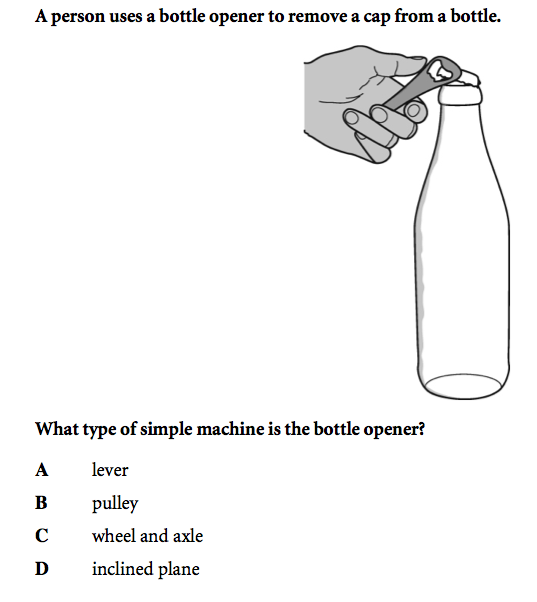 A person uses a bottle opener to remove a cap from a bottle.
What type of simple machine is the bottle opener?
A lever
B pulley
C wheel and axle
D inclined plane